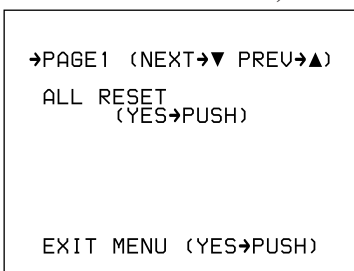 ➔PAGE1 (NEXT➔▼ PREV➔▲)
ALL RESET
(YES➔PUSH)
EXIT MENU (YES➔PUSH)